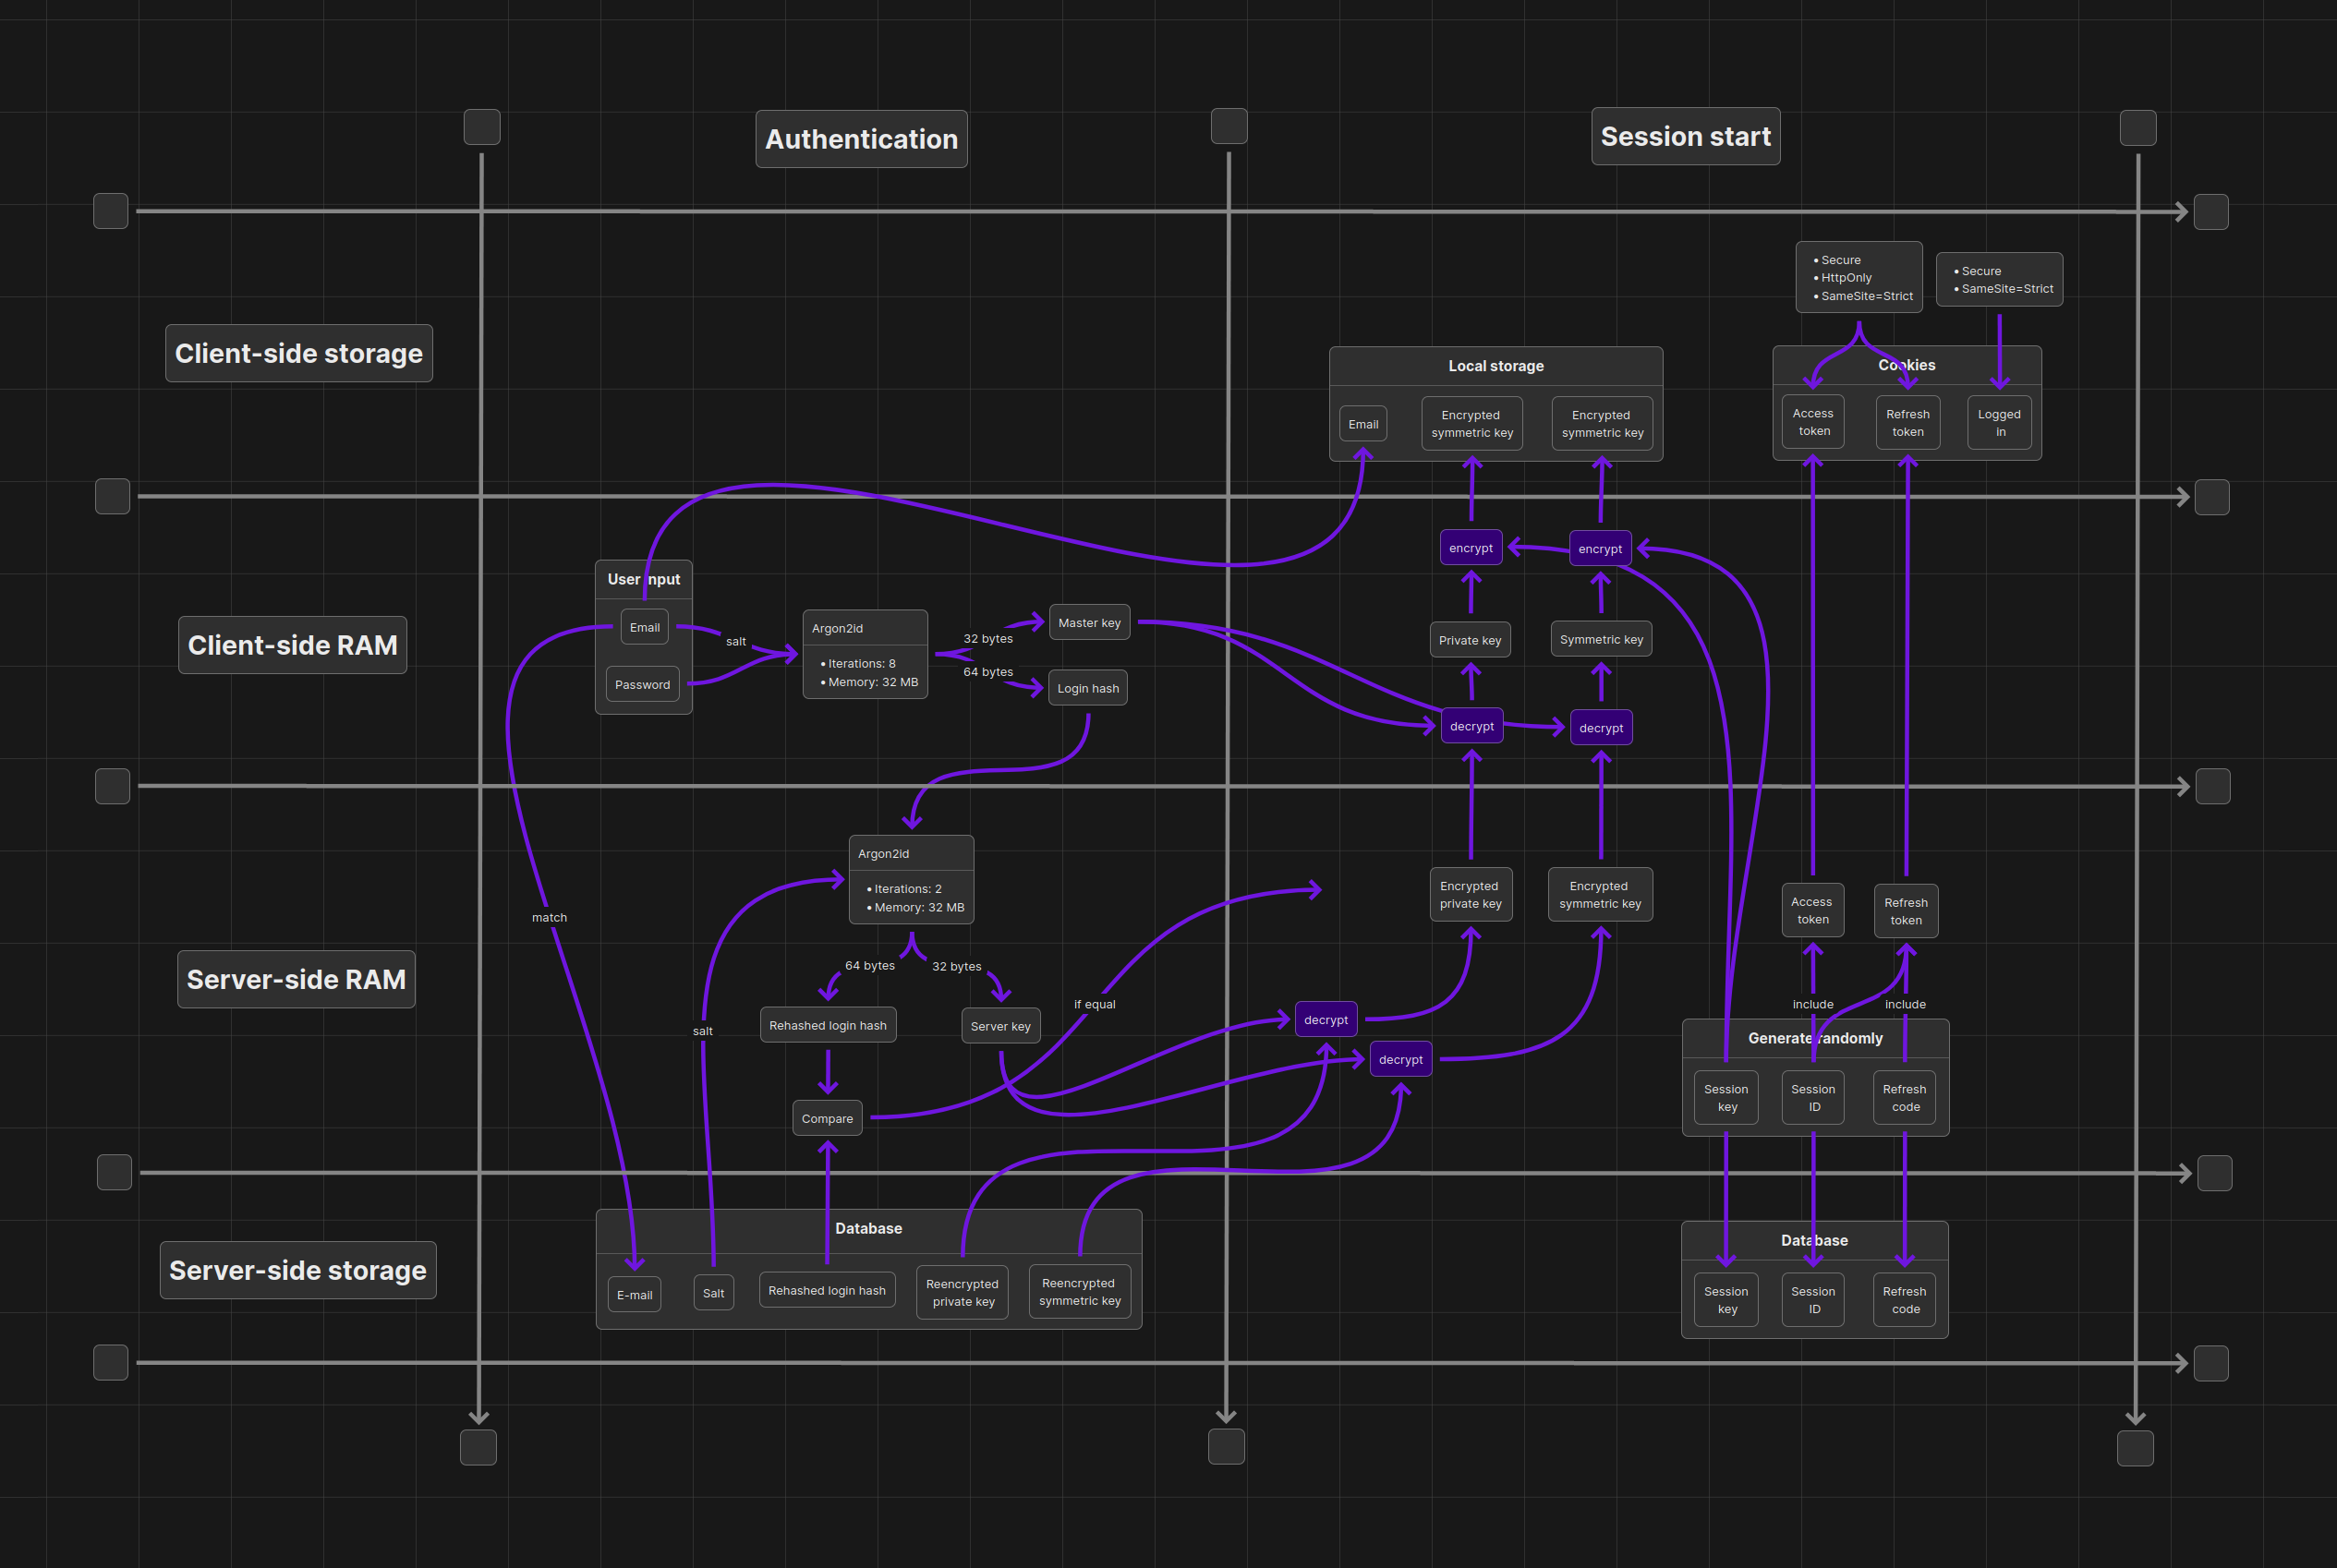 Authentication
Session start
Client-side storage
• Secure
• HttpOnly
• SameSite=Strict
• Secure
• SameSite=Strict
Local storage
Email
Encrypted
symmetric key
Encrypted
symmetric key
Cookies
Access
token
Refresh
token
Logged
in
Client-side RAM
User input
Email
Password
salt
Argon2id
• Iterations: 8
• Memory: 32 MB
32 bytes
64 bytes
Master key
Login hash
encrypt
encrypt
Private key
Symmetric key
decrypt
decrypt
Server-side RAM
match
salt
Argon2id
• Iterations: 2
• Memory: 32 MB
64 bytes
32 bytes
Rehashed login hash
Server key
Compare
if equal
decrypt
decrypt
Encrypted
private key
Encrypted
symmetric key
Access
token
Refresh
token
include
include
Generate randomly
Session
key
Session
ID
Refresh
code
Server-side storage
Database
E-mail
Salt
Rehashed login hash
Reencrypted
private key
Reencrypted
symmetric key
Database
Session
key
Session
ID
Refresh
code